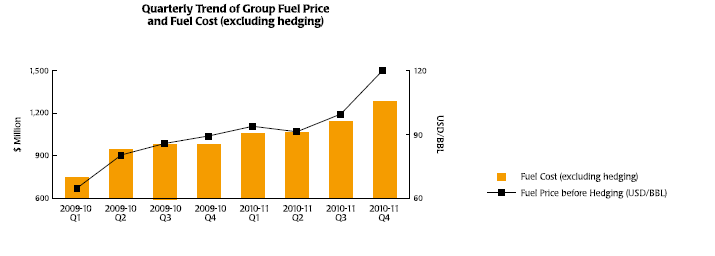 Quarterly Trend of Group Fuel Price
and Fuel Cost (excluding hedging)
1,500
1,200
900
600
$ Million
120
90
60
USD/BBL
2009-10 2009-10 2009-10 2009-10 2010-11 2010-11 2010-11 2010-11
Q1 Q2 Q3 Q4 Q1 Q2 Q3 Q4
Fuel Cost (excluding hedging)
Fuel Price before Hedging (USD/BBL)